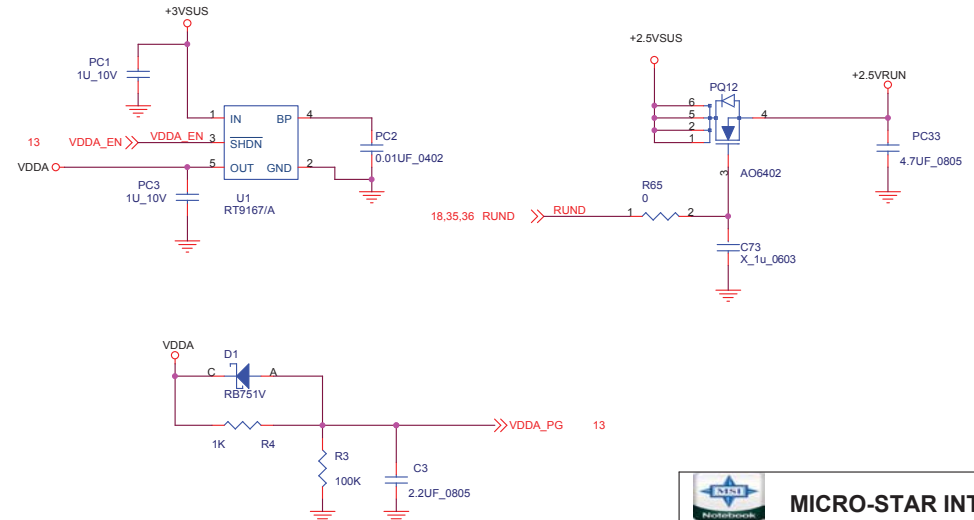 +3VSUS
PC1
1U_10V
1
IN
BP
4
13
VDDA_EN
VDDA_EN
3
SHDN
PC2
0.01UF_0402
VDDA
5
OUT
GND
2
PC3
1U_10V
U1
RT9167/A
+2.5VSUS
+2.5VRUN
PQ12
6
5
2
1
4
PC33
4.7UF_0805
3
AO6402
R65
0
18,35,36
RUND
RUND
1
2
C73
X_1u_0603
VDDA
D1
C
A
RB751V
VDDA_PG
13
1K
R4
R3
100K
C3
2.2UF_0805
MSI
Notebook
MICRO-STAR INT